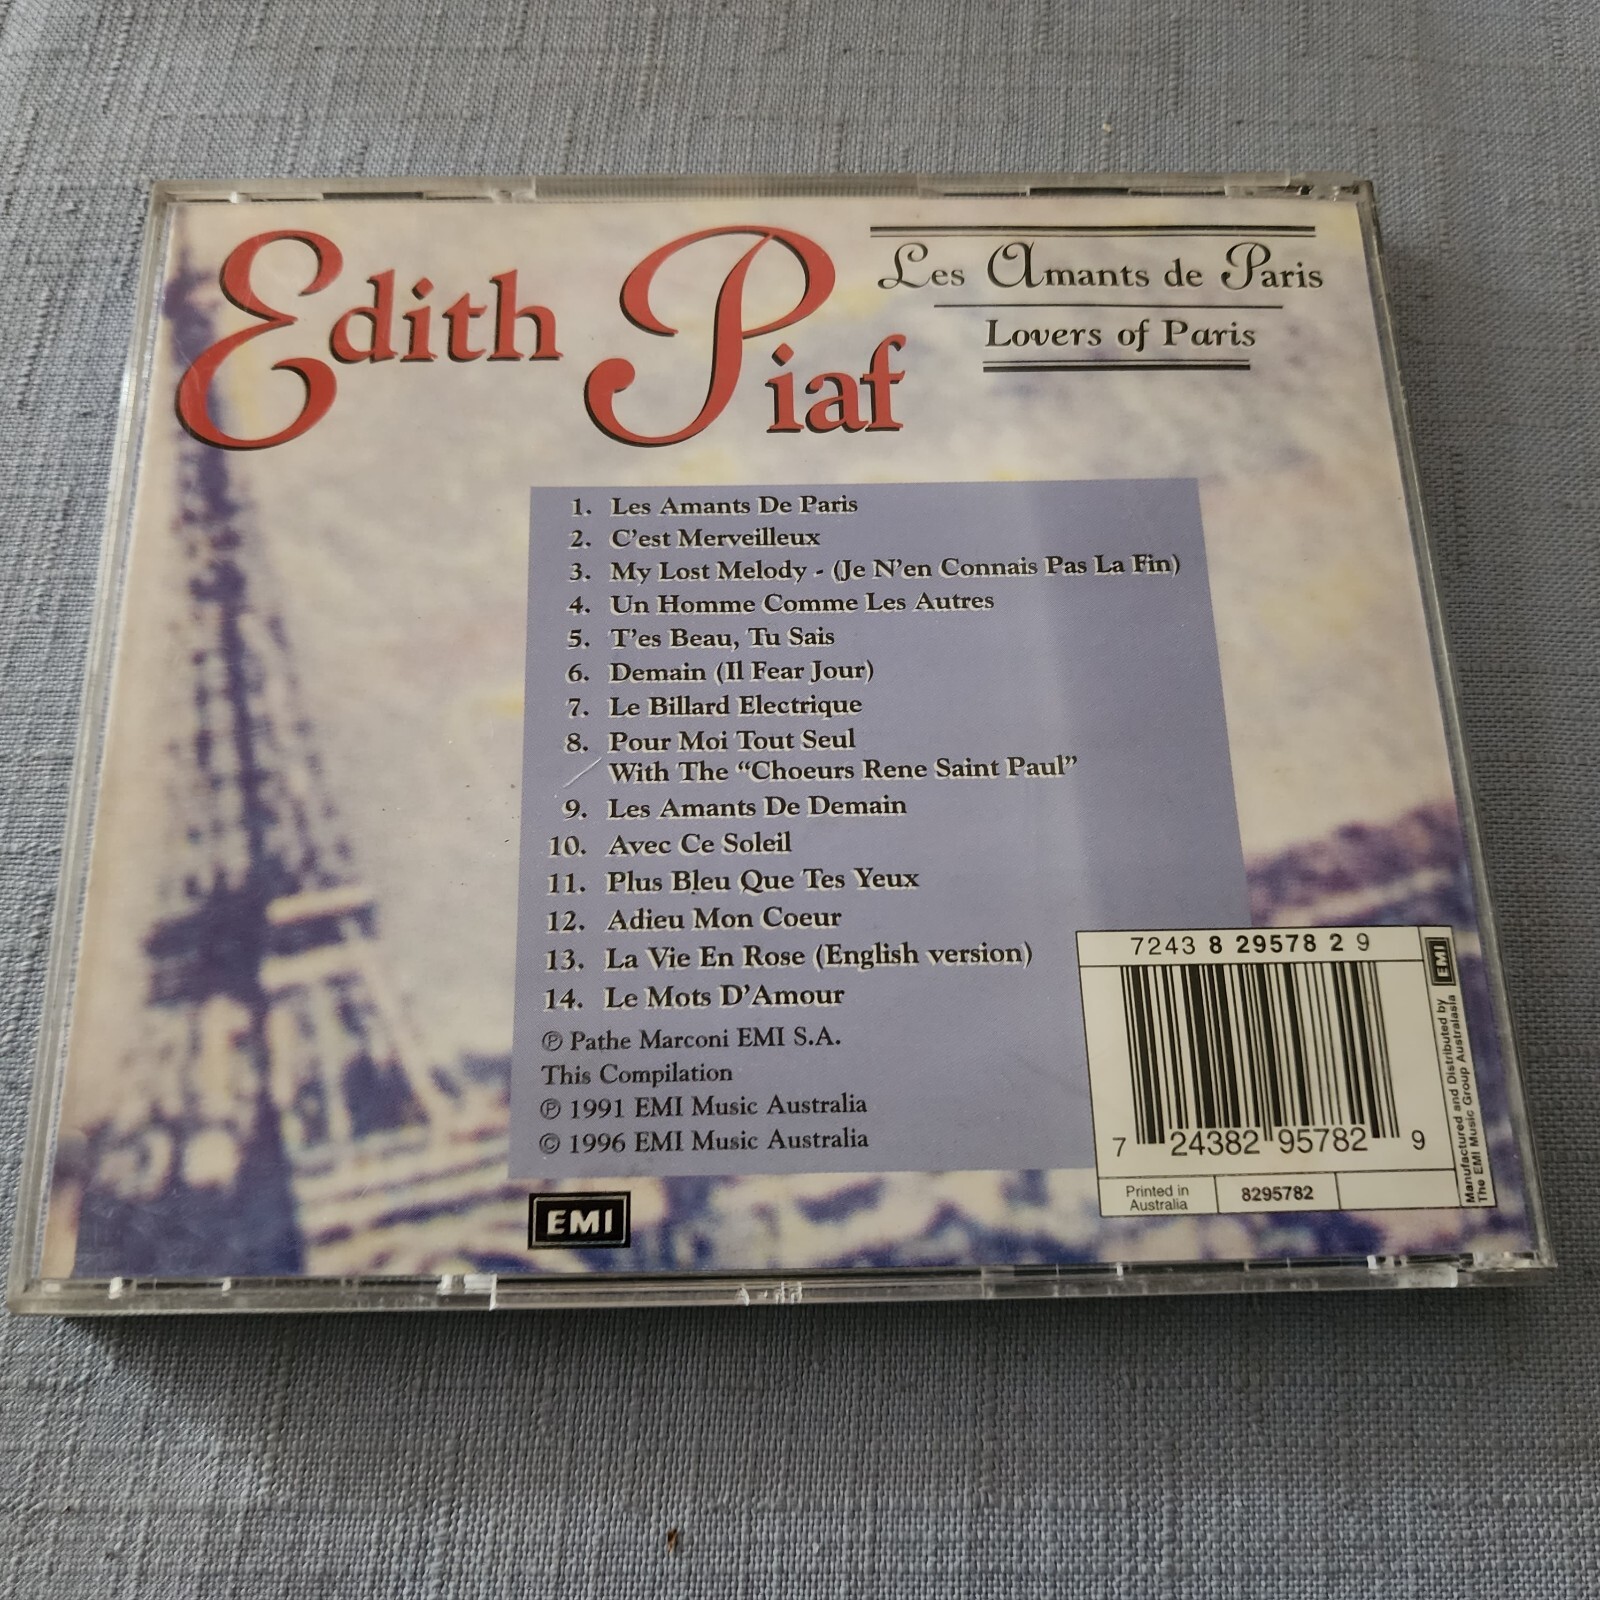 Edith Piaf
Les Amants de Paris
Lovers of Paris
1. Les Amants De Paris
2. C'est Merveilleux
3. My Lost Melody - (Je N'en Connais Pas La Fin)
4. Un Homme Comme Les Autres
5. T'es Beau, Tu Sais
6. Demain (Il Fear Jour)
7. Le Billard Electrique
8. Pour Moi Tout Seul
With The "Choeurs Rene Saint Paul"
9. Les Amants De Demain
10. Avec Ce Soleil
11. Plus Bleu Que Tes Yeux
12. Adieu Mon Coeur
13. La Vie En Rose (English version)
14. Le Mots D'Amour
℗ Pathe Marconi EMI S.A.
This Compilation
℗ 1991 EMI Music Australia
© 1996 EMI Music Australia
EMI
7243 8 29578 2 9
7 24382 95782 9
Printed in
Australia
8295782
EMI
Manufactured and Distributed by
The EMI Music Group Australasia